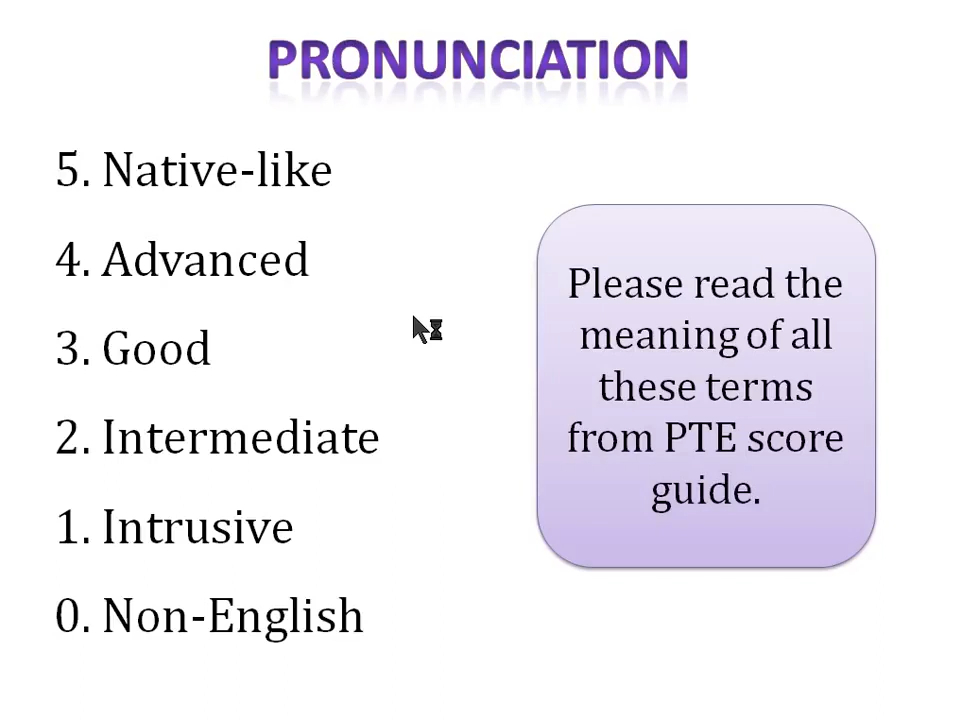 PRONUNCIATION
5. Native-like
4. Advanced
3. Good
2. Intermediate
1. Intrusive
0. Non-English
Please read the
meaning of all
these terms
from PTE score
guide.